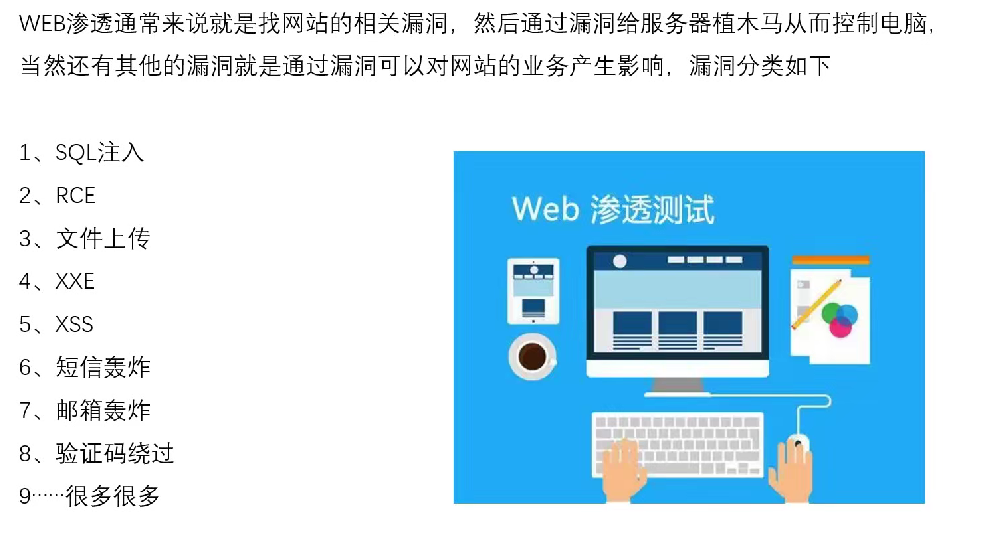 WEB渗透通常来说就是找网站的相关漏洞，然后通过漏洞给服务器植木马从而控制电脑，
当然还有其他的漏洞就是通过漏洞可以对网站的业务产生影响，漏洞分类如下
1、SQL注入
2、RCE
3、文件上传
4、XXE
5、XSS
6、短信轰炸
7、邮箱轰炸
8、验证码绕过
9……很多很多
Web 渗透测试